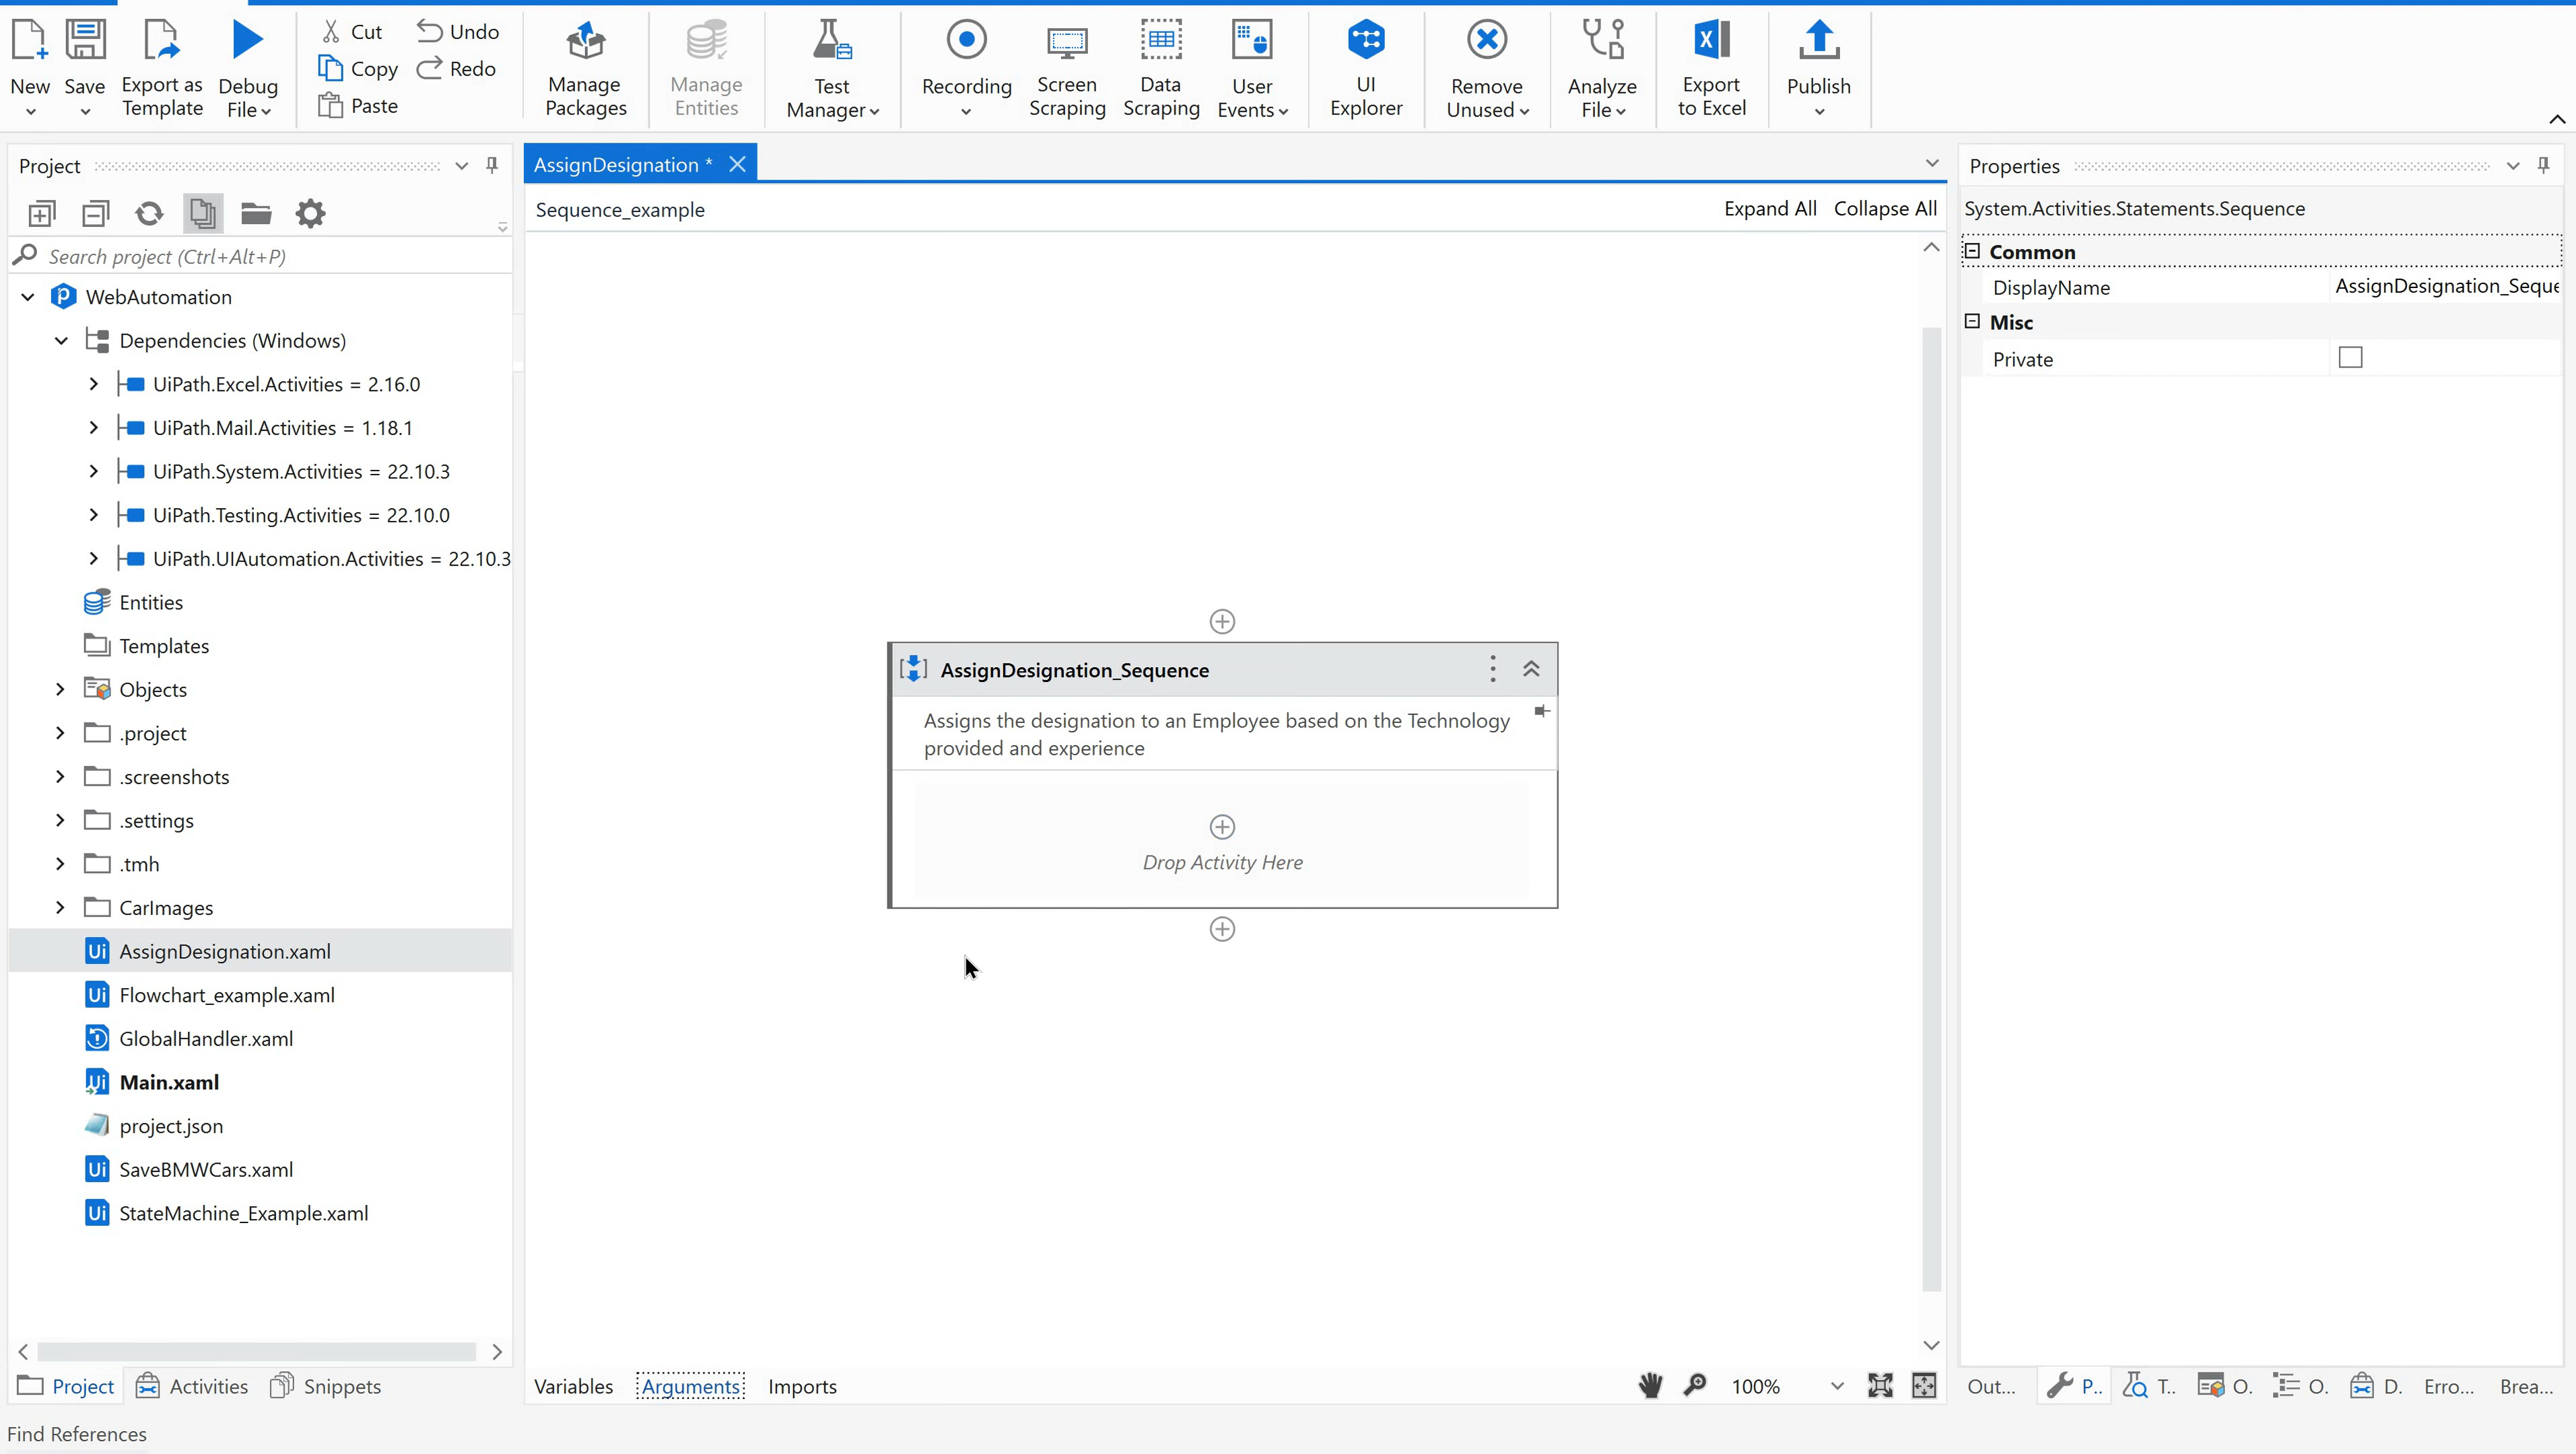 New
Save
Export as
Template
Debug
File
Cut
Copy
Paste
Undo
Redo
Manage
Packages
Manage
Entities
Test
Manager
Recording
Screen
Scraping
Data
Scraping
User
Events
UI
Explorer
Remove
Unused
Analyze
File
Export
to Excel
Publish
Project
Search project (Ctrl+Alt+P)
WebAutomation
Dependencies (Windows)
UiPath.Excel.Activities = 2.16.0
UiPath.Mail.Activities = 1.18.1
UiPath.System.Activities = 22.10.3
UiPath.Testing.Activities = 22.10.0
UiPath.UIAutomation.Activities = 22.10.3
Entities
Templates
Objects
.project
.screenshots
.settings
.tmh
CarImages
AssignDesignation.xaml
Flowchart_example.xaml
GlobalHandler.xaml
Main.xaml
project.json
SaveBMWCars.xaml
StateMachine_Example.xaml
Project
Activities
Snippets
AssignDesignation *
Sequence_example
Expand All
Collapse All
AssignDesignation_Sequence
Assigns the designation to an Employee based on the Technology
provided and experience
Drop Activity Here
Variables
Arguments
Imports
100%
Properties
System.Activities.Statements.Sequence
Common
DisplayName
AssignDesignation_Seque
Misc
Private
Out...
P..
T..
O.
O.
D.
Erro...
Brea...
Find References